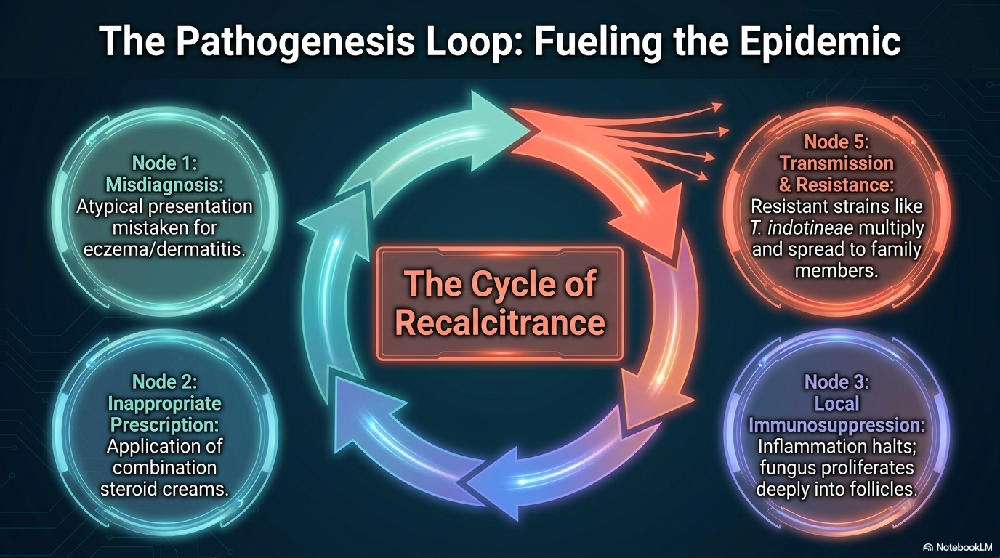 The Pathogenesis Loop: Fueling the Epidemic
Node 1:
Misdiagnosis:
Atypical presentation
mistaken for
eczema/dermatitis.
Node 2:
Inappropriate
Prescription:
Application of
combination
steroid creams.
The Cycle of
Recalcitrance
Node 5:
Transmission
& Resistance:
Resistant strains like
T. indotineae multiply
and spread to family
members.
Node 3:
Local
Immunosuppression:
Inflammation halts;
fungus proliferates
deeply into follicles.
NotebookLM